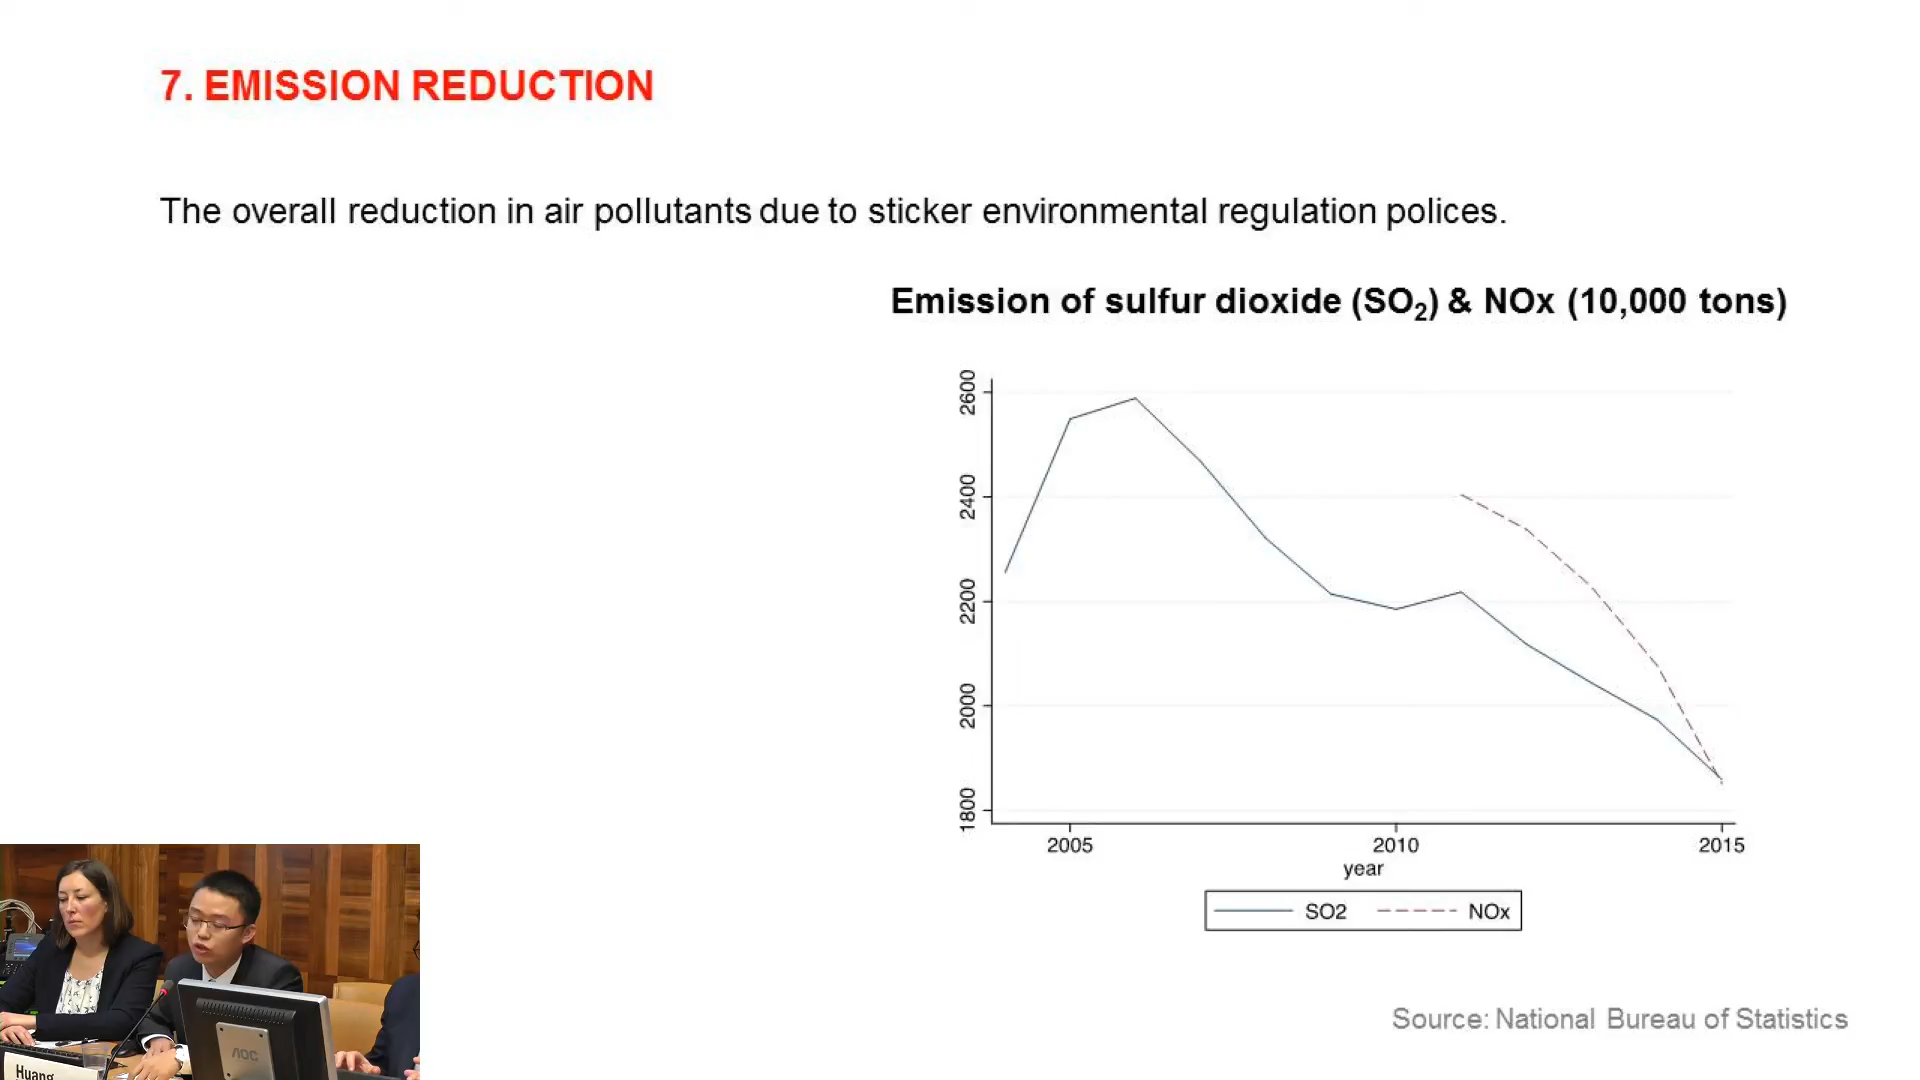 7. EMISSION REDUCTION
The overall reduction in air pollutants due to sticker environmental regulation polices.
Emission of sulfur dioxide (SO₂) & NOx (10,000 tons)
2600
2400
2200
2000
1800
2005 2010 2015
year
SO2 NOx
Source: National Bureau of Statistics
AOC
Huang